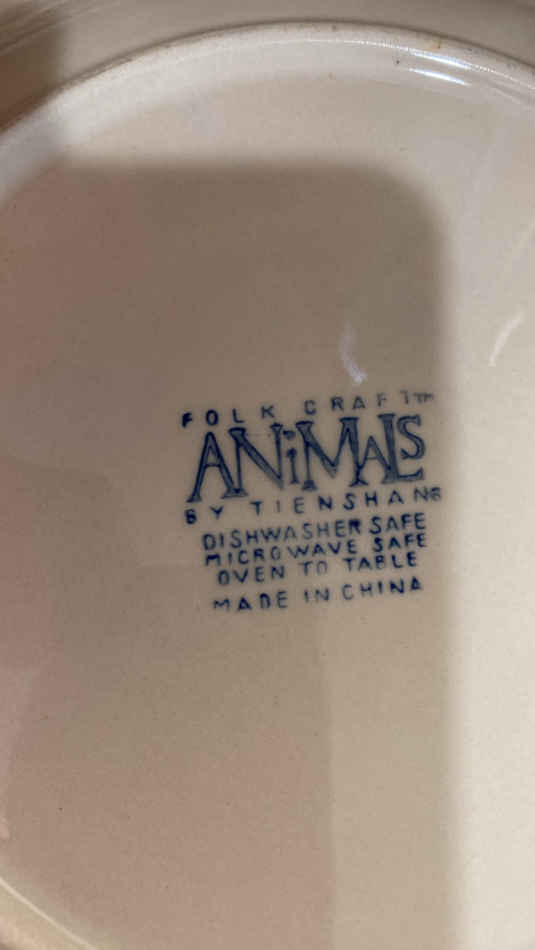 FOLK CRAFT™
ANiMALS
BY TIENSHAN®
DISHWASHER SAFE
MICROWAVE SAFE
OVEN TO TABLE
MADE IN CHINA